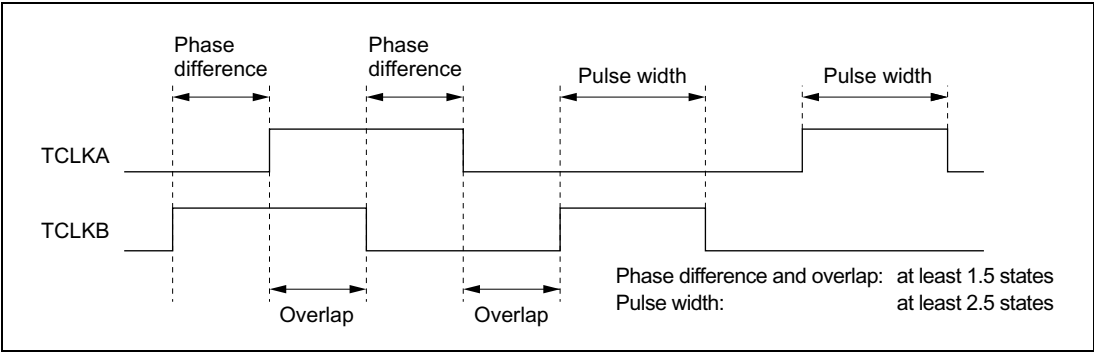 Phase
difference
Phase
difference
Pulse width
Pulse width
TCLKA
TCLKB
Overlap
Overlap
Phase difference and overlap: at least 1.5 states
Pulse width: at least 2.5 states